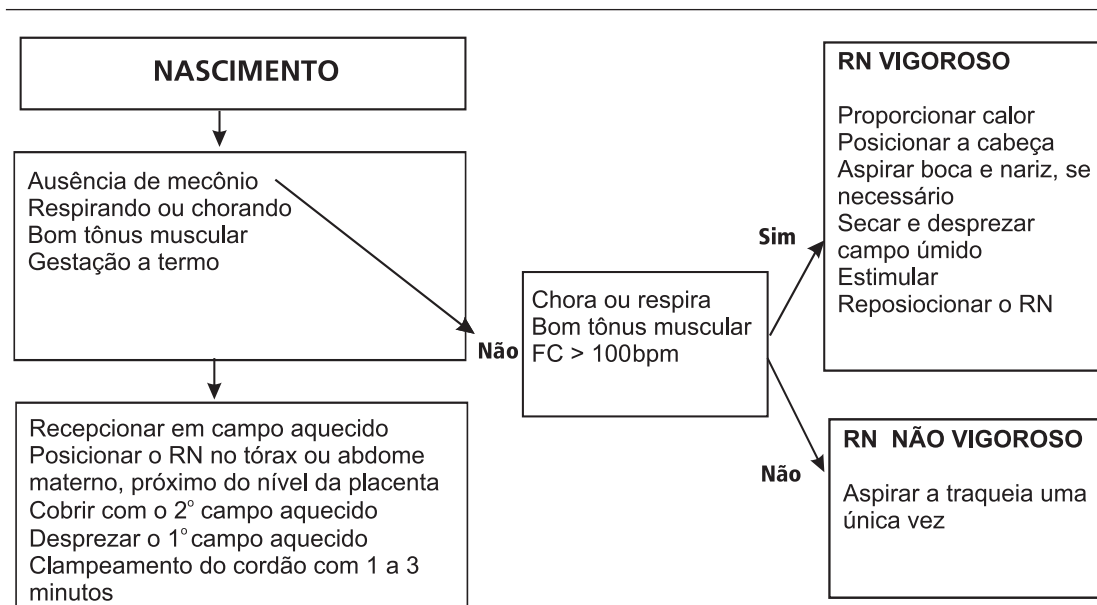 NASCIMENTO
Ausência de mecônio
Respirando ou chorando
Bom tônus muscular
Gestação a termo
Recepcionar em campo aquecido
Posicionar o RN no tórax ou abdome
materno, próximo do nível da placenta
Cobrir com o 2º campo aquecido
Desprezar o 1º campo aquecido
Clampeamento do cordão com 1 a 3
minutos
Não
Chora ou respira
Bom tônus muscular
FC > 100bpm
Sim
RN VIGOROSO
Proporcionar calor
Posicionar a cabeça
Aspirar boca e nariz, se
necessário
Secar e desprezar
campo úmido
Estimular
Reposiocionar o RN
Não
RN NÃO VIGOROSO
Aspirar a traqueia uma
única vez